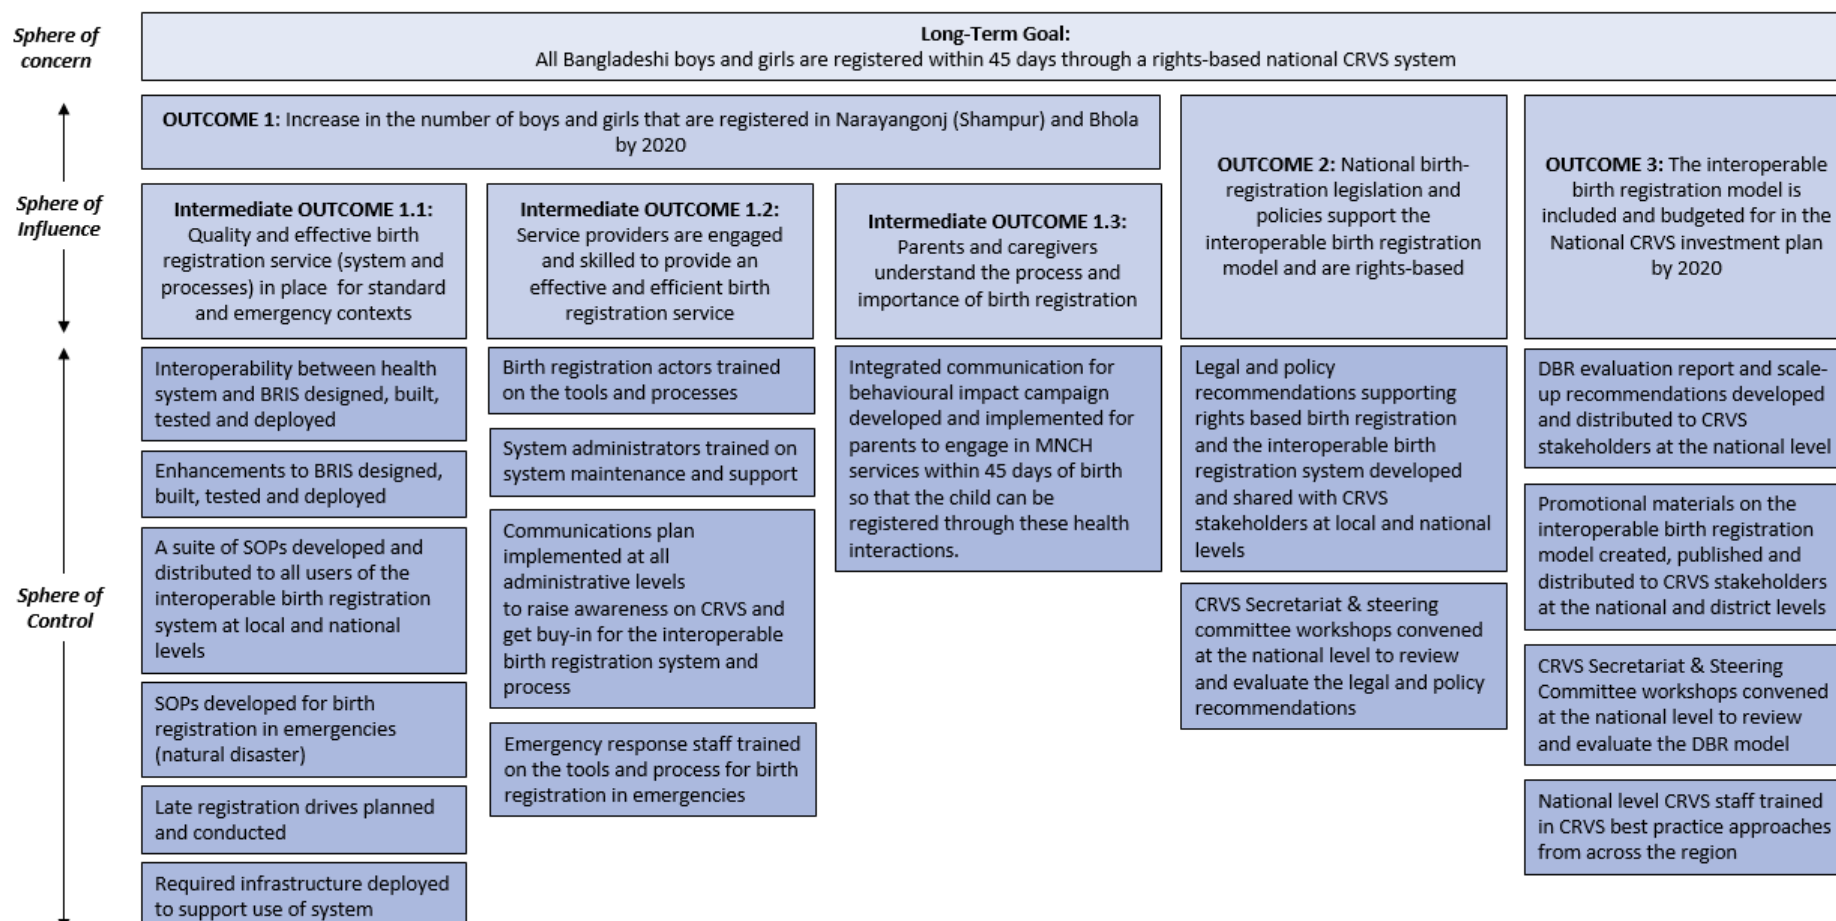 Sphere of
concern
Long-Term Goal:
All Bangladeshi boys and girls are registered within 45 days through a rights-based national CRVS system
Sphere of
Influence
OUTCOME 1: Increase in the number of boys and girls that are registered in Narayangonj (Shampur) and Bhola
by 2020
Intermediate OUTCOME 1.1:
Quality and effective birth
registration service (system and
processes) in place for standard
and emergency contexts
Intermediate OUTCOME 1.2:
Service providers are engaged
and skilled to provide an
effective and efficient birth
registration service
Intermediate OUTCOME 1.3:
Parents and caregivers
understand the process and
importance of birth registration
OUTCOME 2: National birth-
registration legislation and
policies support the
interoperable birth registration
model and are rights-based
OUTCOME 3: The interoperable
birth registration model is
included and budgeted for in the
National CRVS investment plan
by 2020
Sphere of
Control
Interoperability between health
system and BRIS designed, built,
tested and deployed
Enhancements to BRIS designed,
built, tested and deployed
A suite of SOPs developed and
distributed to all users of the
interoperable birth registration
system at local and national
levels
SOPs developed for birth
registration in emergencies
(natural disaster)
Late registration drives planned
and conducted
Required infrastructure deployed
to support use of system
Birth registration actors trained
on the tools and processes
System administrators trained on
system maintenance and support
Communications plan
implemented at all
administrative levels
to raise awareness on CRVS and
get buy-in for the interoperable
birth registration system and
process
Emergency response staff trained
on the tools and process for birth
registration in emergencies
Integrated communication for
behavioural impact campaign
developed and implemented for
parents to engage in MNCH
services within 45 days of birth
so that the child can be
registered through these health
interactions.
Legal and policy
recommendations supporting
rights based birth registration
and the interoperable birth
registration system developed
and shared with CRVS
stakeholders at local and national
levels
CRVS Secretariat & steering
committee workshops convened
at the national level to review
and evaluate the legal and policy
recommendations
DBR evaluation report and scale-
up recommendations developed
and distributed to CRVS
stakeholders at the national level
Promotional materials on the
interoperable birth registration
model created, published and
distributed to CRVS stakeholders
at the national and district levels
CRVS Secretariat & Steering
Committee workshops convened
at the national level to review
and evaluate the DBR model
National level CRVS staff trained
in CRVS best practice approaches
from across the region